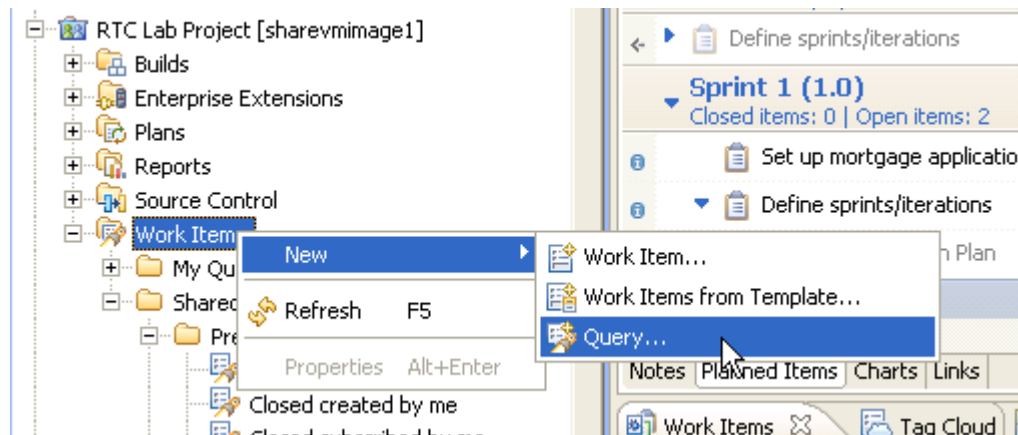 RTC Lab Project [sharevmimage1]
Builds
Enterprise Extensions
Plans
Reports
Source Control
Work Item
My Qu
Shared
Pre
Closed created by me
New
Refresh F5
Properties Alt+Enter
Work Item...
Work Items from Template...
Query...
Define sprints/iterations
Sprint 1 (1.0)
Closed items: 0 | Open items: 2
Set up mortgage applicatio
Define sprints/iterations
n Plan
Notes Planned Items Charts Links
Work Items Tag Cloud